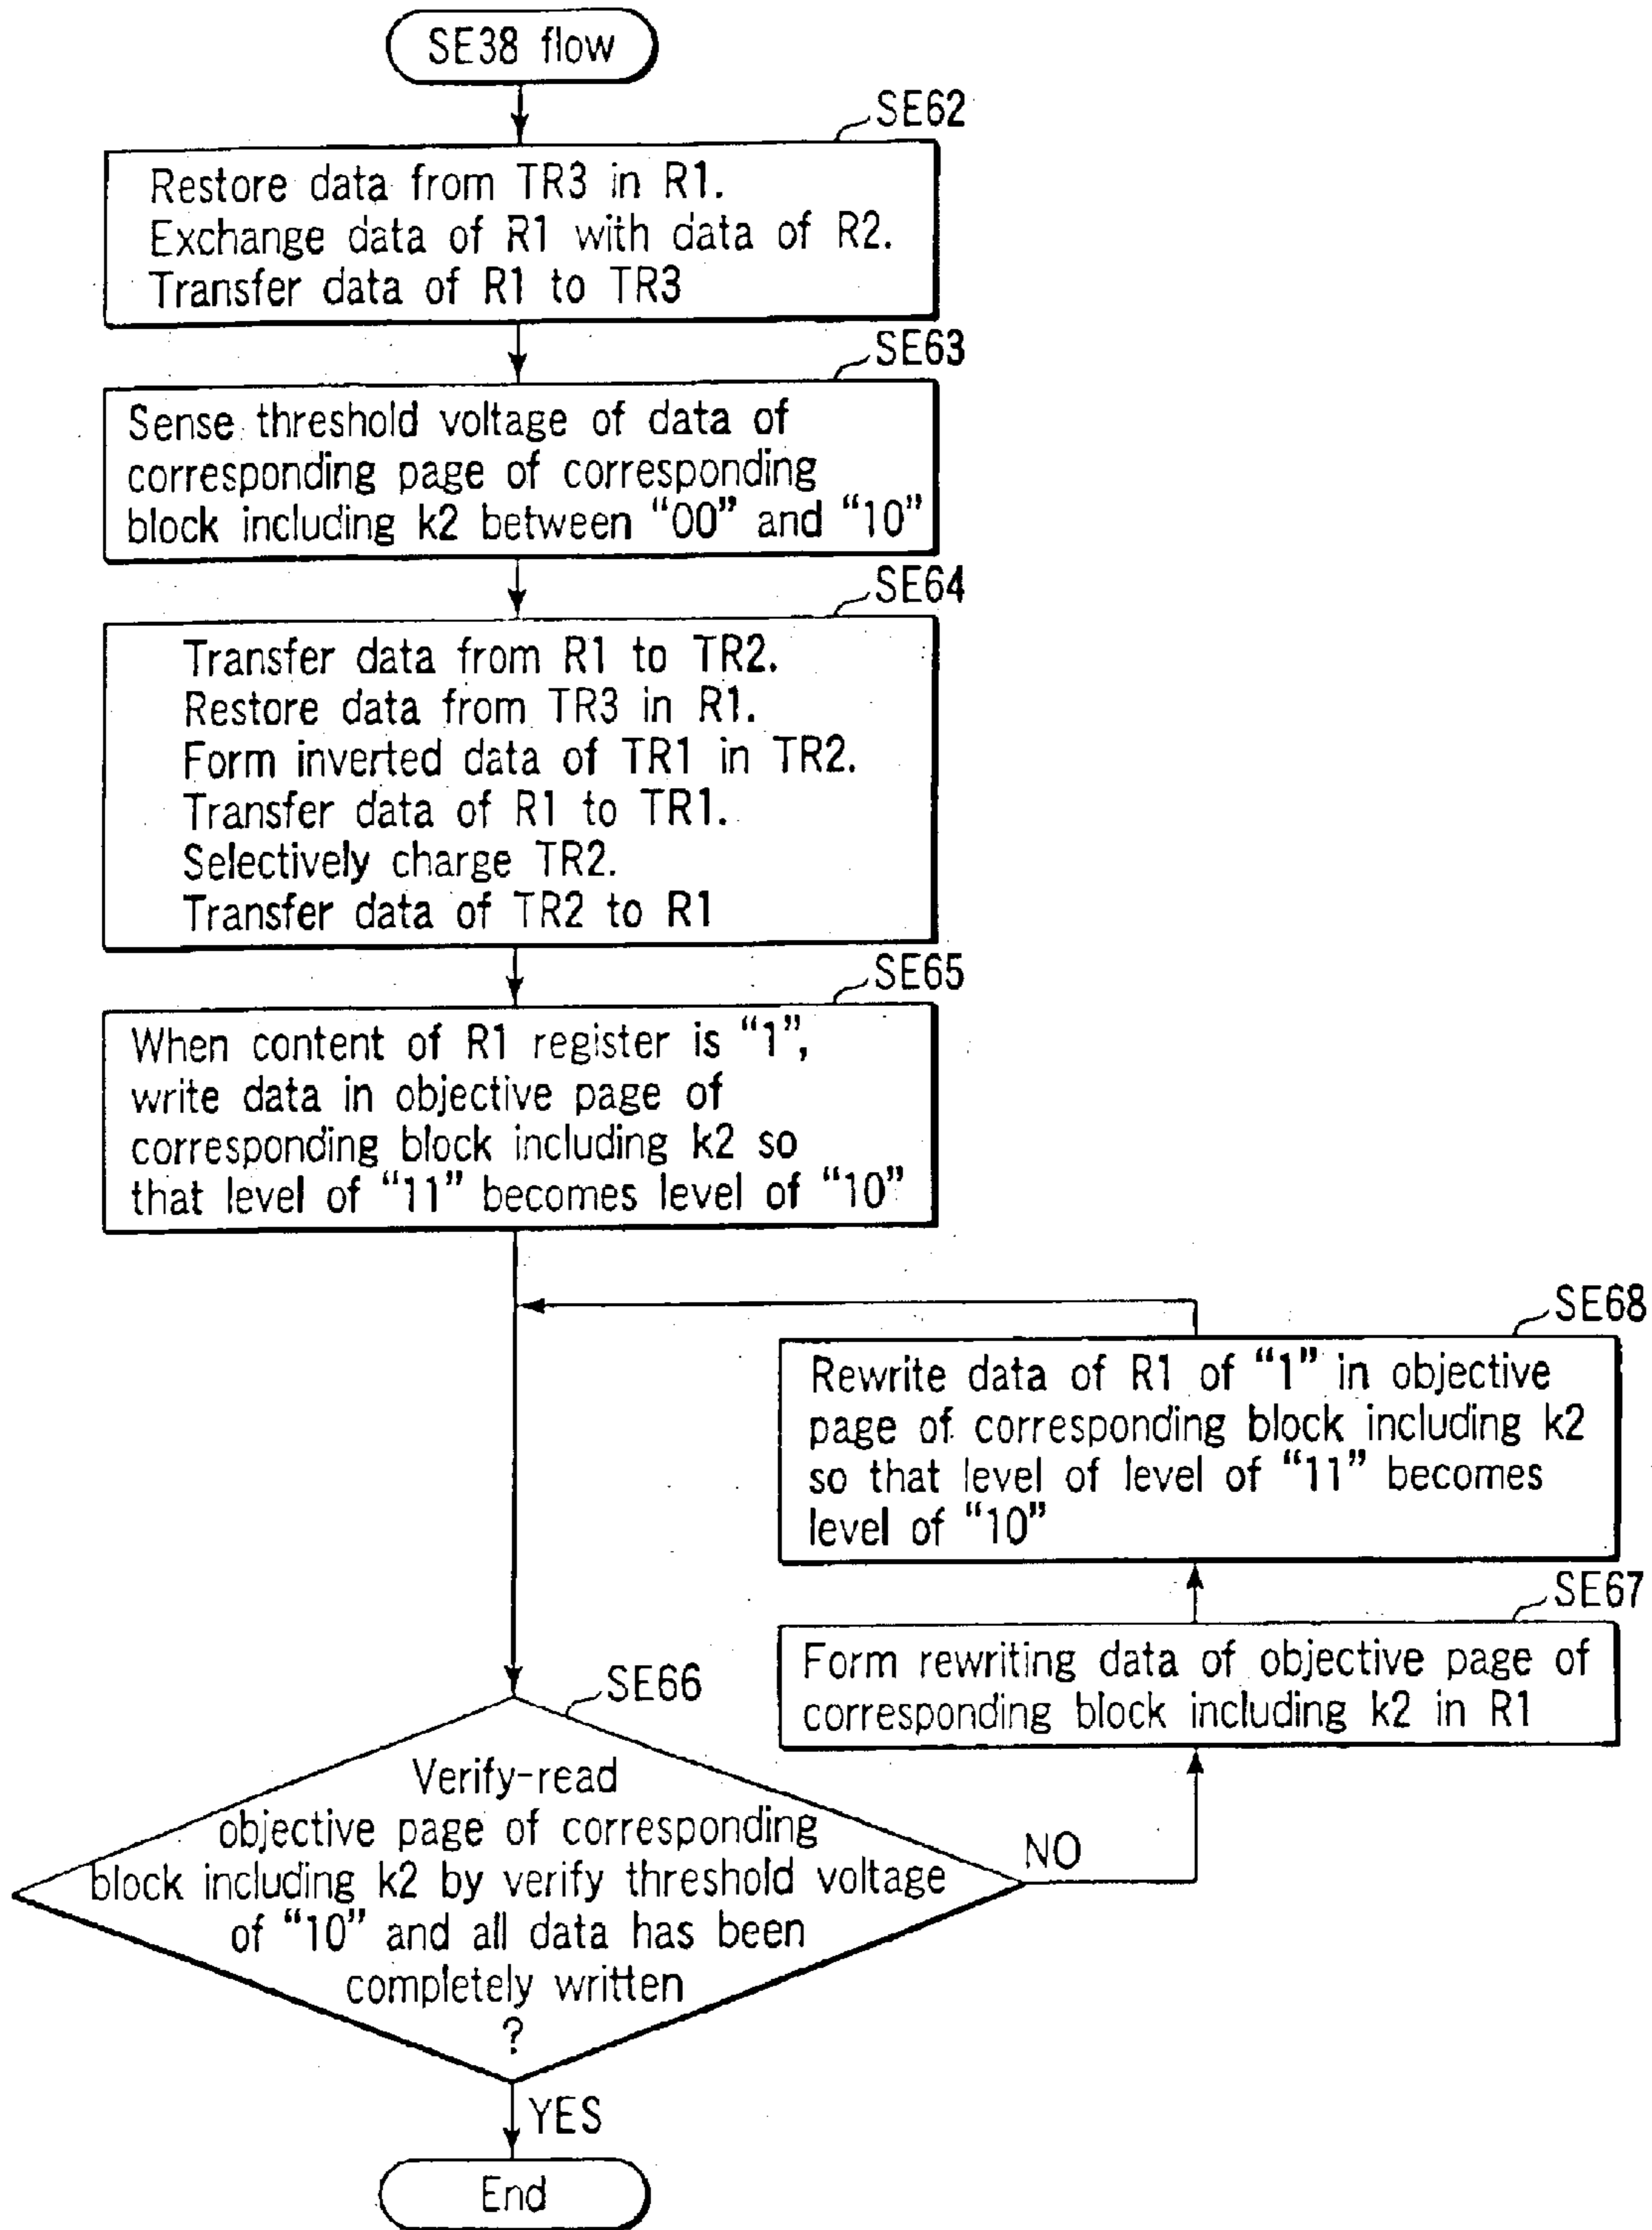 SE38 flow
SE62
Restore data from TR3 in R1.
Exchange data of R1 with data of R2.
Transfer data of R1 to TR3
SE63
Sense threshold voltage of data of
corresponding page of corresponding
block including k2 between “00” and “10”
SE64
Transfer data from R1 to TR2.
Restore data from TR3 in R1.
Form inverted data of TR1 in TR2.
Transfer data of R1 to TR1.
Selectively charge TR2.
Transfer data of TR2 to R1
SE65
When content of R1 register is “1”,
write data in objective page of
corresponding block including k2 so
that level of “11” becomes level of “10”
SE68
Rewrite data of R1 of “1” in objective
page of corresponding block including k2
so that level of level of “11” becomes
level of “10”
SE67
Form rewriting data of objective page of
corresponding block including k2 in R1
SE66
Verify-read
objective page of corresponding
block including k2 by verify threshold voltage
of “10” and all data has been
completely written
?
NO
YES
End